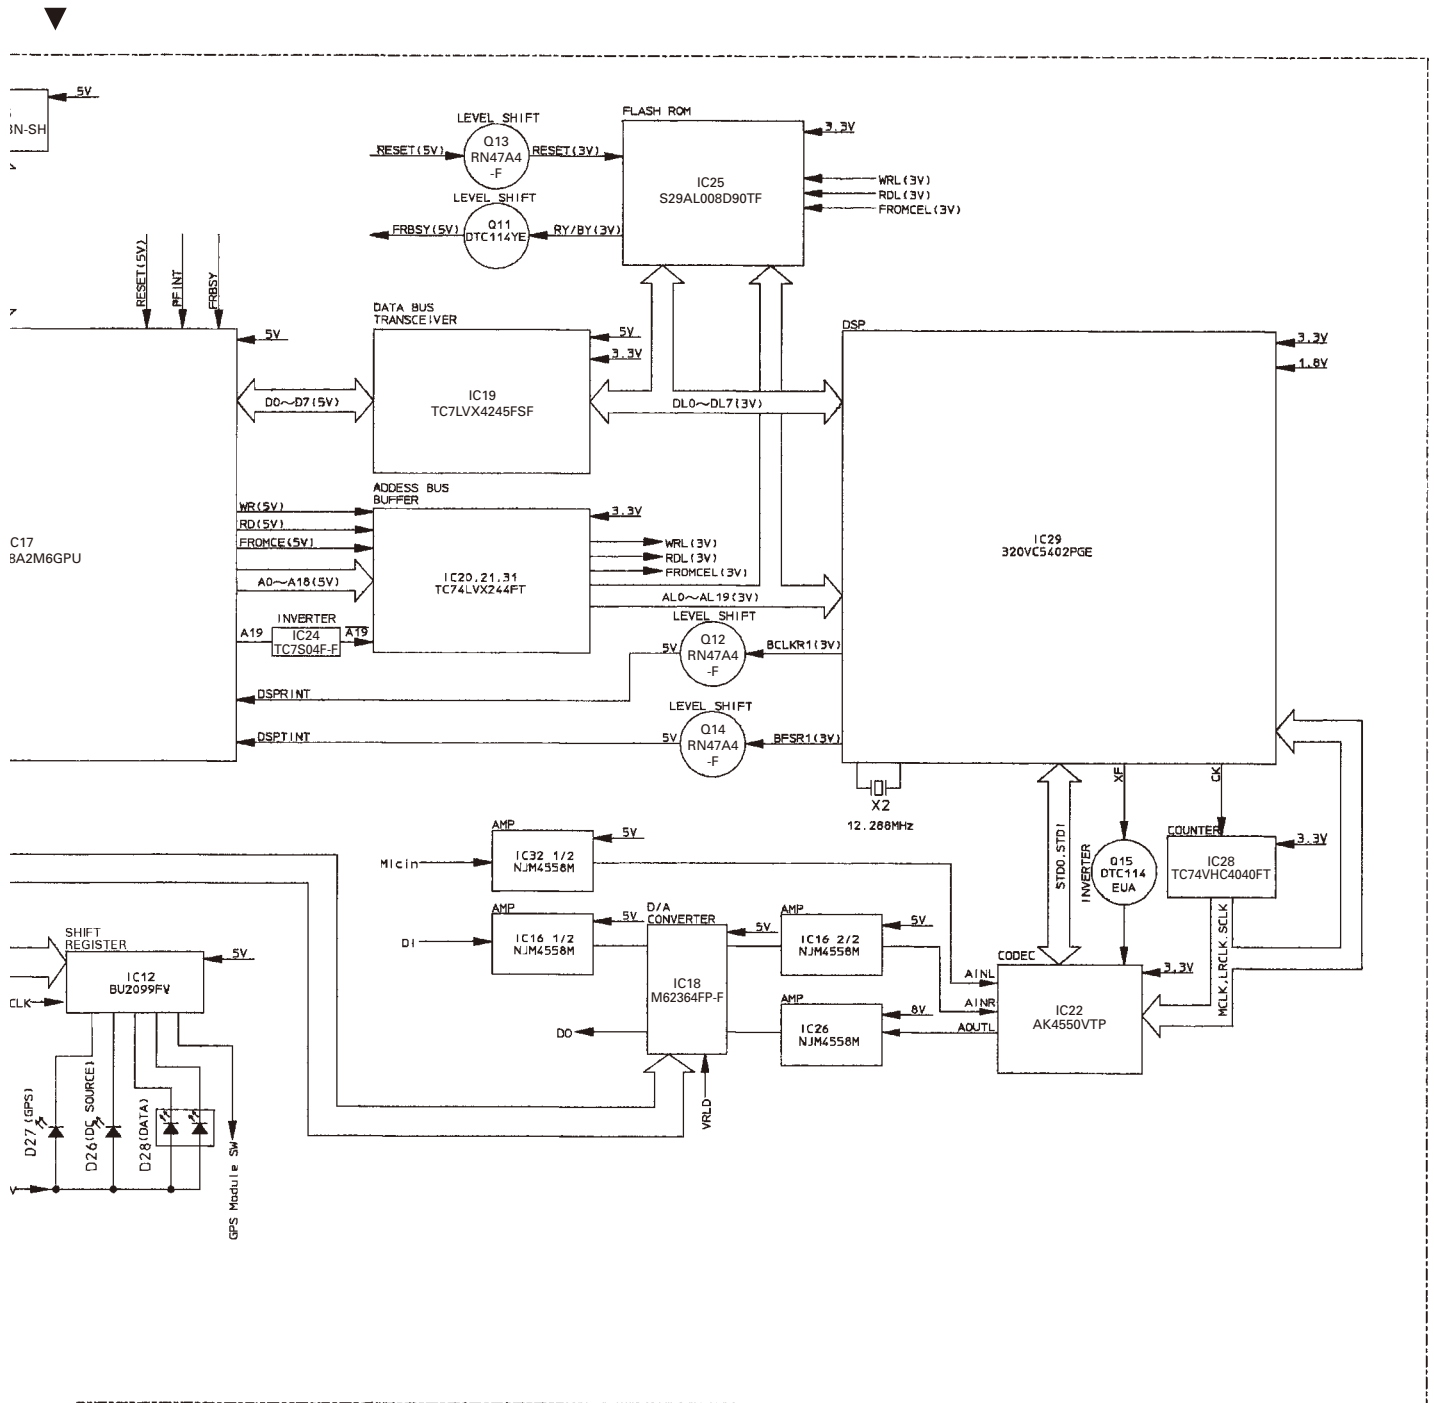 5V
3N-SH
LEVEL SHIFT
Q13
RN47A4
-F
RESET(5V)
RESET(3V)
FLASH ROM
IC25
S29AL008D90TF
3.3V
WRL(3V)
RDL(3V)
FROMCEL(3V)
LEVEL SHIFT
Q11
DTC114YE
FRBSY(5V)
RY/BY(3V)
RESET(5V)
PFINT
FRBSY
5V
IC17
8A2M6GPU
DATA BUS
TRANSCEIVER
IC19
TC7LVX4245FSF
5V
3.3V
D0~D7(5V)
DL0~DL7(3V)
DSP
IC29
320VC5402PGE
3.3V
1.8V
ADDESS BUS
BUFFER
IC20,21,31
TC74LVX244FT
3.3V
WR(5V)
RD(5V)
FROMCE(5V)
A0~A18(5V)
WRL(3V)
RDL(3V)
FROMCEL(3V)
AL0~AL19(3V)
INVERTER
A19
IC24
TC7S04F-F
A19
LEVEL SHIFT
Q12
RN47A4
-F
5V
BCLKR1(3V)
DSPRINT
LEVEL SHIFT
Q14
RN47A4
-F
5V
BFSR1(3V)
DSPTINT
X2
12.288MHz
STDO,STDI
XF
CK
INVERTER
Q15
DTC114
EUA
COUNTER
IC28
TC74VHC4040FT
3.3V
MCLK,LRCLK,SCLK
AMP
IC32 1/2
NJM4558M
5V
MIcin
AMP
IC16 1/2
NJM4558M
5V
DI
D/A
CONVERTER
IC18
M62364FP-F
5V
AMP
IC16 2/2
NJM4558M
5V
AMP
IC26
NJM4558M
8V
DO
VRLD
CODEC
IC22
AK4550VTP
3.3V
AINL
AINR
AOUTL
SHIFT
REGISTER
IC12
BU2099FV
5V
CLK
D27(GPS)
D26(DC SOURCE)
D28(DATA)
GPS Module SW
V